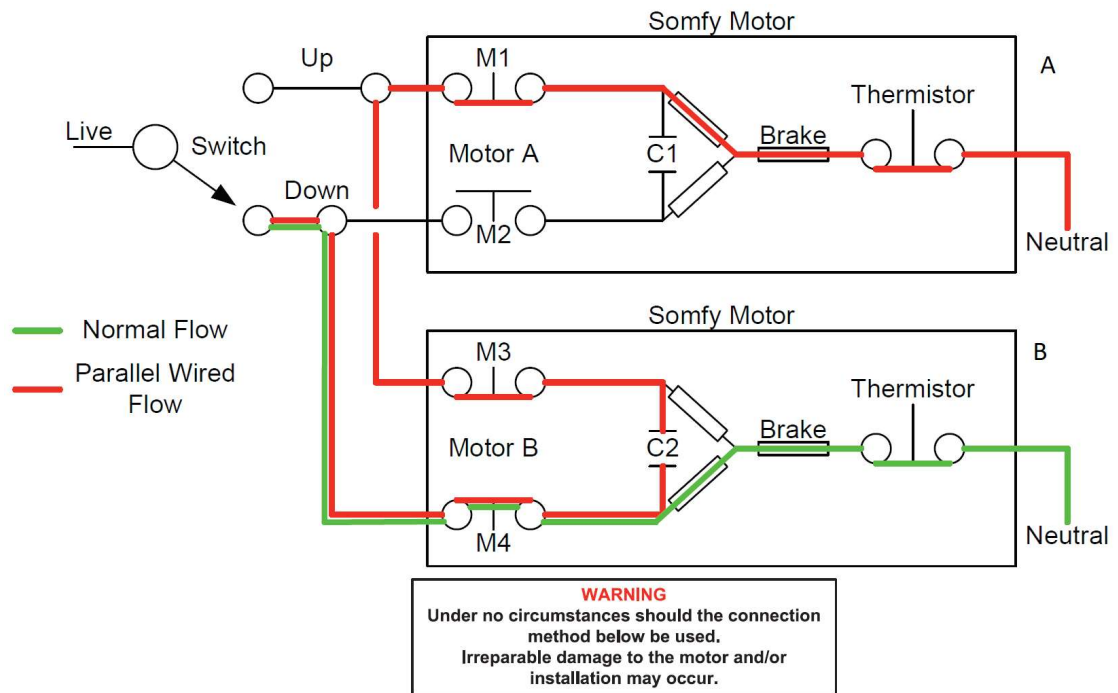 Somfy Motor
A
Up
M1
Thermistor
Live
Switch
Motor A
C1
Brake
Down
M2
Neutral
Normal Flow
Parallel Wired
Flow
Somfy Motor
B
M3
Thermistor
Motor B
C2
Brake
M4
Neutral
WARNING
Under no circumstances should the connection
method below be used.
Irreparable damage to the motor and/or
installation may occur.